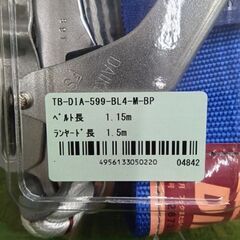 TB-DIA-599-BL4-M-BP
ﾍﾞﾙﾄ長 1.15m
ﾗﾝﾔｰﾄﾞ長 1.5m
4956133050220 04842